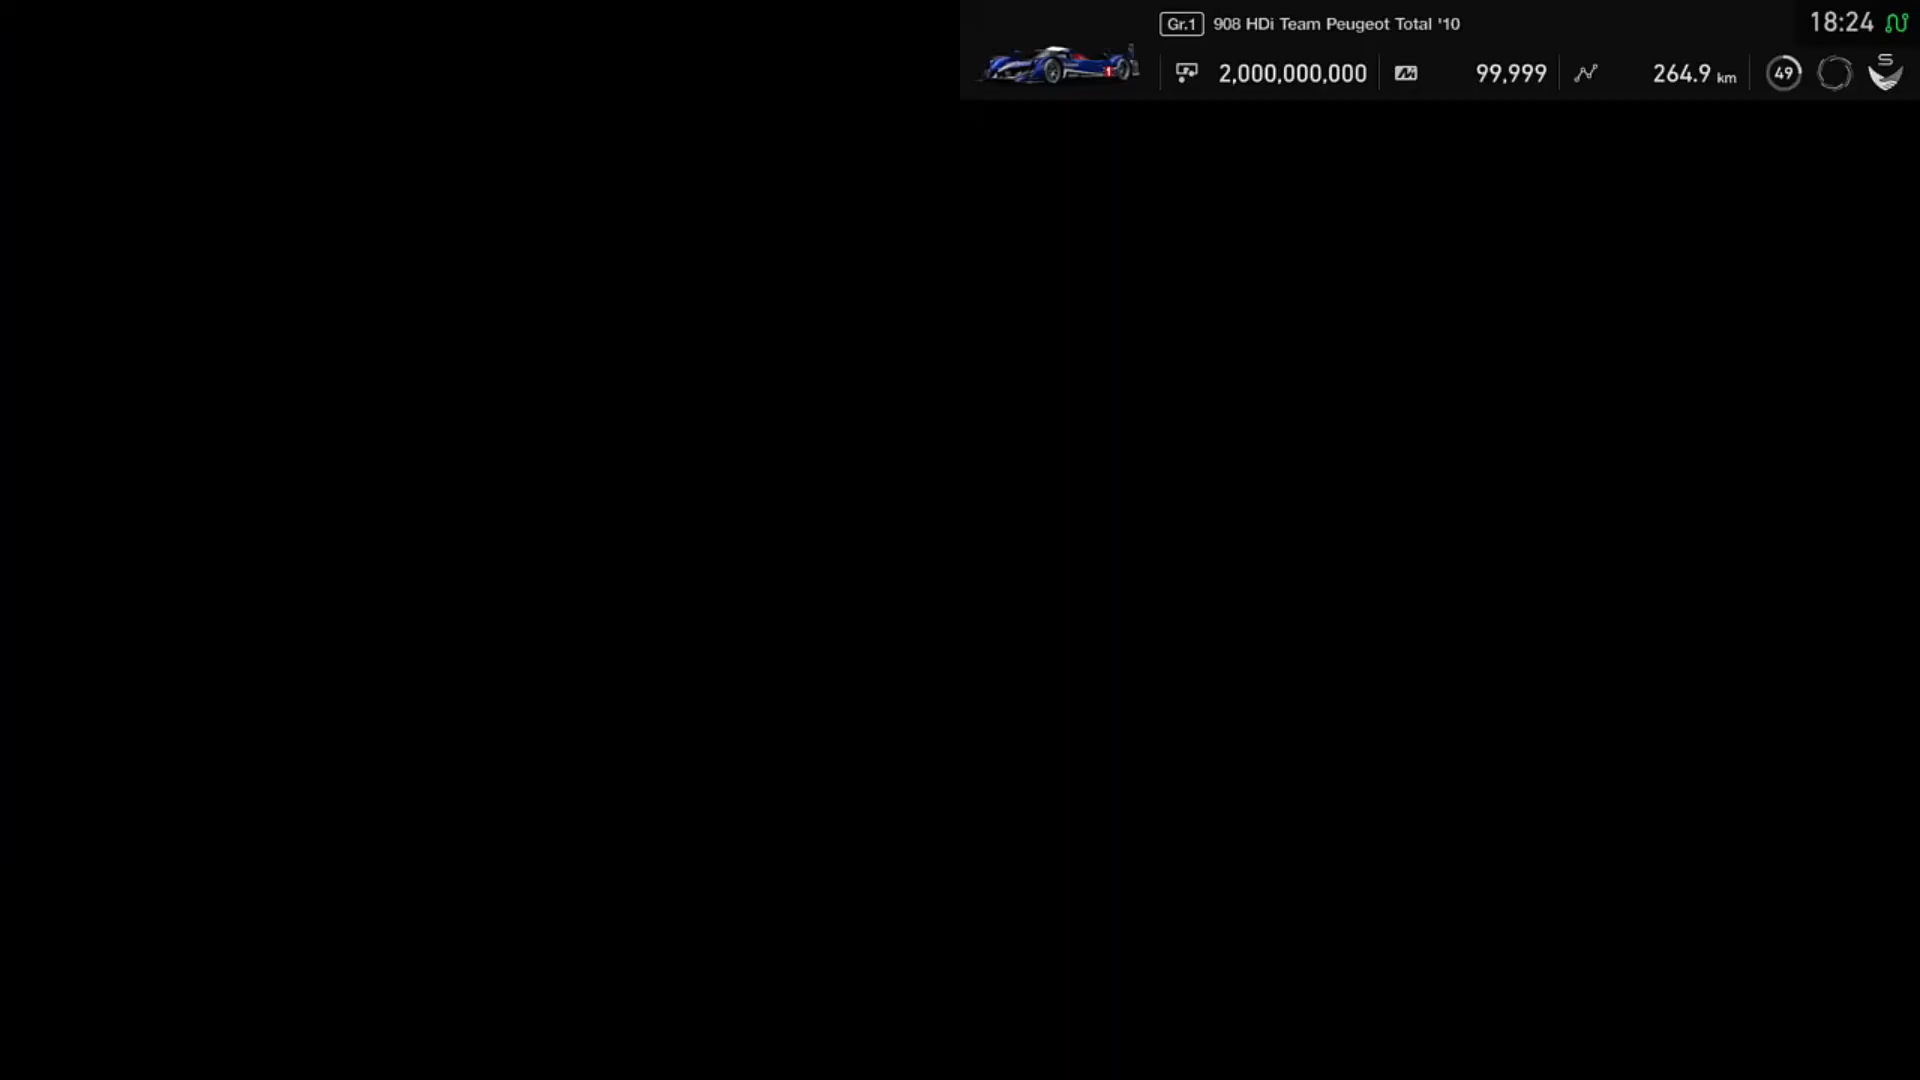 Gr.1 908 HDi Team Peugeot Total '10
18:24
2,000,000,000 99,999 264.9 km 49 S
1